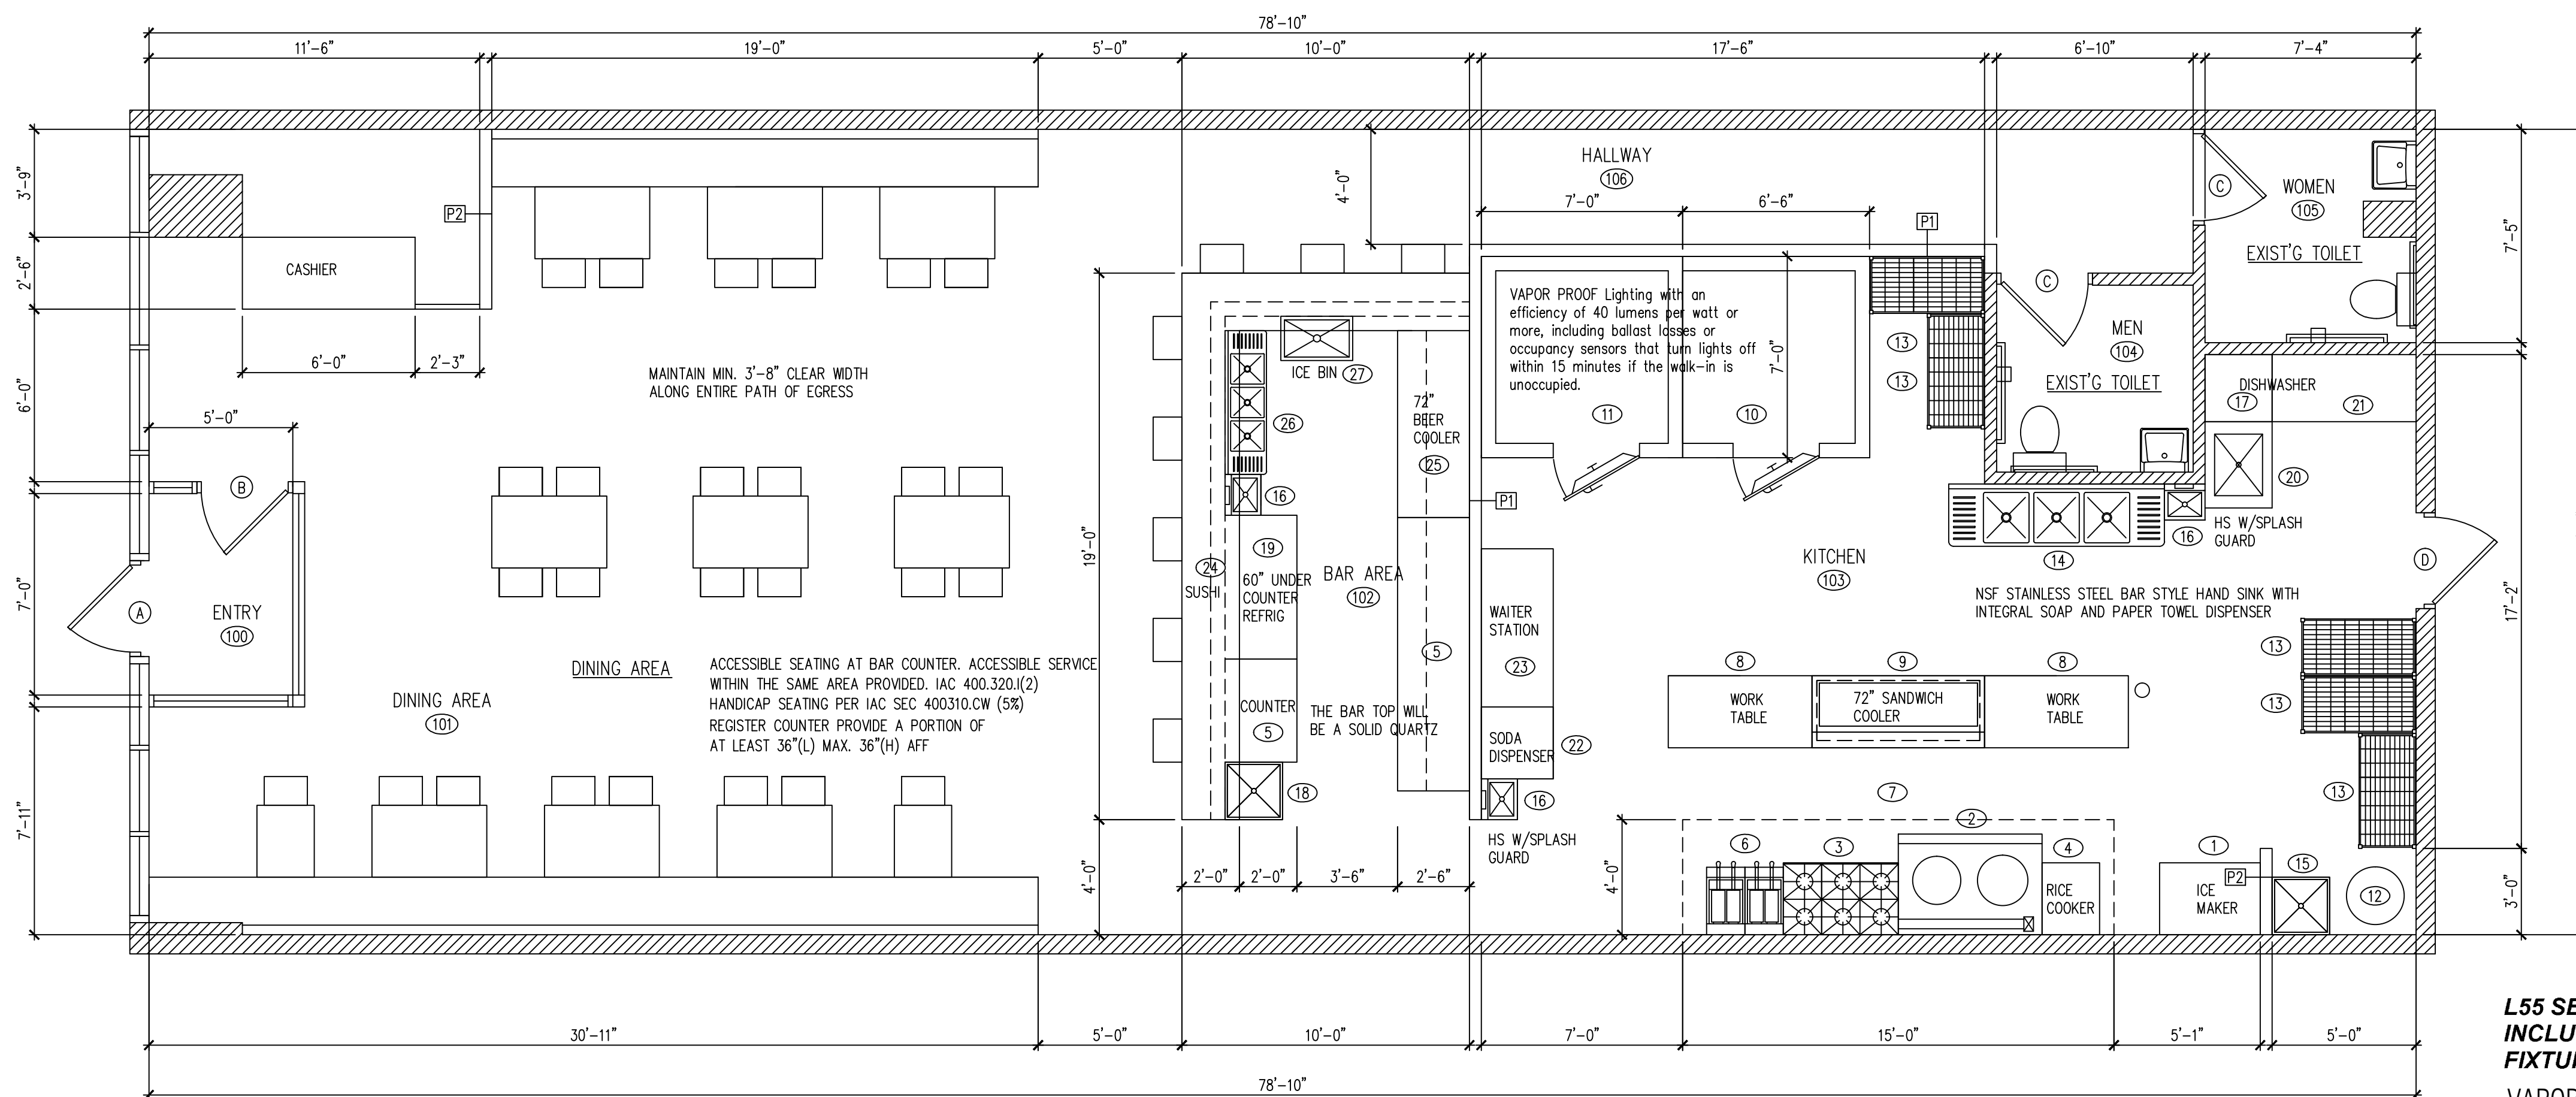 78'-10"
11'-6"
19'-0"
5'-0"
10'-0"
17'-6"
6'-10"
7'-4"
3'-9"
2'-6"
6'-0"
7'-0"
7'-11"
P2
CASHIER
6'-0"
2'-3"
5'-0"
B
A
ENTRY
100
MAINTAIN MIN. 3'-8" CLEAR WIDTH
ALONG ENTIRE PATH OF EGRESS
DINING AREA
DINING AREA
101
ACCESSIBLE SEATING AT BAR COUNTER. ACCESSIBLE SERVICE
WITHIN THE SAME AREA PROVIDED. IAC 400.320.I(2)
HANDICAP SEATING PER IAC SEC 400310.CW (5%)
REGISTER COUNTER PROVIDE A PORTION OF
AT LEAST 36"(L) MAX. 36"(H) AFF
19'-0"
4'-0"
4'-0"
ICE BIN
27
26
16
72"
BEER
COOLER
25
19
60" UNDER
COUNTER
REFRIG
24
SUSHI
BAR AREA
102
COUNTER
5
5
THE BAR TOP WILL
BE A SOLID QUARTZ
18
2'-0"
2'-0"
3'-6"
2'-6"
HALLWAY
106
7'-0"
6'-6"
P1
VAPOR PROOF Lighting with an
efficiency of 40 lumens per watt or
more, including ballast losses or
occupancy sensors that turn lights off
within 15 minutes if the walk-in is
unoccupied.
7'-0"
11
10
H
H
13
13
P1
C
WOMEN
105
EXIST'G TOILET
C
MEN
104
EXIST'G TOILET
DISHWASHER
17
21
20
HS W/SPLASH
GUARD
16
14
KITCHEN
103
NSF STAINLESS STEEL BAR STYLE HAND SINK WITH
INTEGRAL SOAP AND PAPER TOWEL DISPENSER
D
7'-5"
17'-2"
3'-0"
WAITER
STATION
23
SODA
DISPENSER
22
16
HS W/SPLASH
GUARD
8
9
8
WORK
TABLE
72" SANDWICH
COOLER
WORK
TABLE
13
13
13
7
4'-0"
6
3
2
4
RICE
COOKER
1
ICE
MAKER
P2
15
12
30'-11"
5'-0"
10'-0"
7'-0"
15'-0"
5'-1"
5'-0"
78'-10"
L55 SE
INCLU
FIXTU
VAPOR